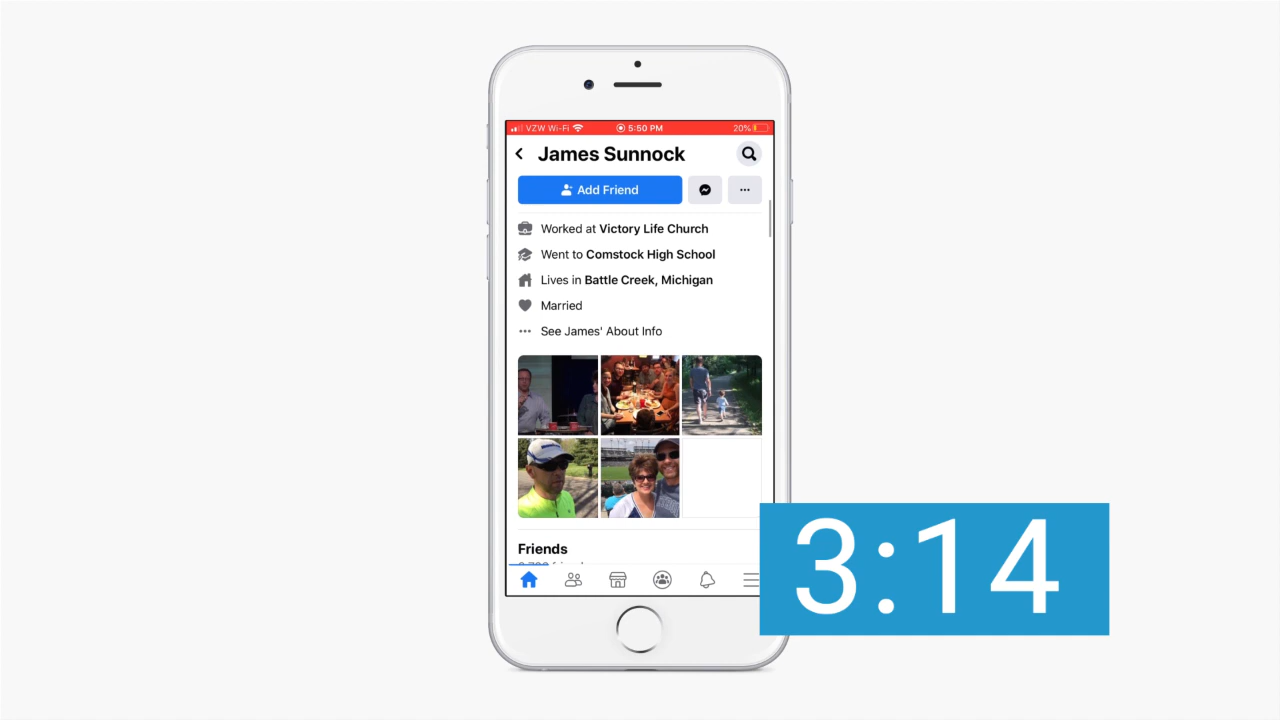 VZW Wi-Fi 5:50 PM 20%
James Sunnock
Add Friend
Worked at Victory Life Church
Went to Comstock High School
Lives in Battle Creek, Michigan
Married
See James' About Info
Friends
3:14